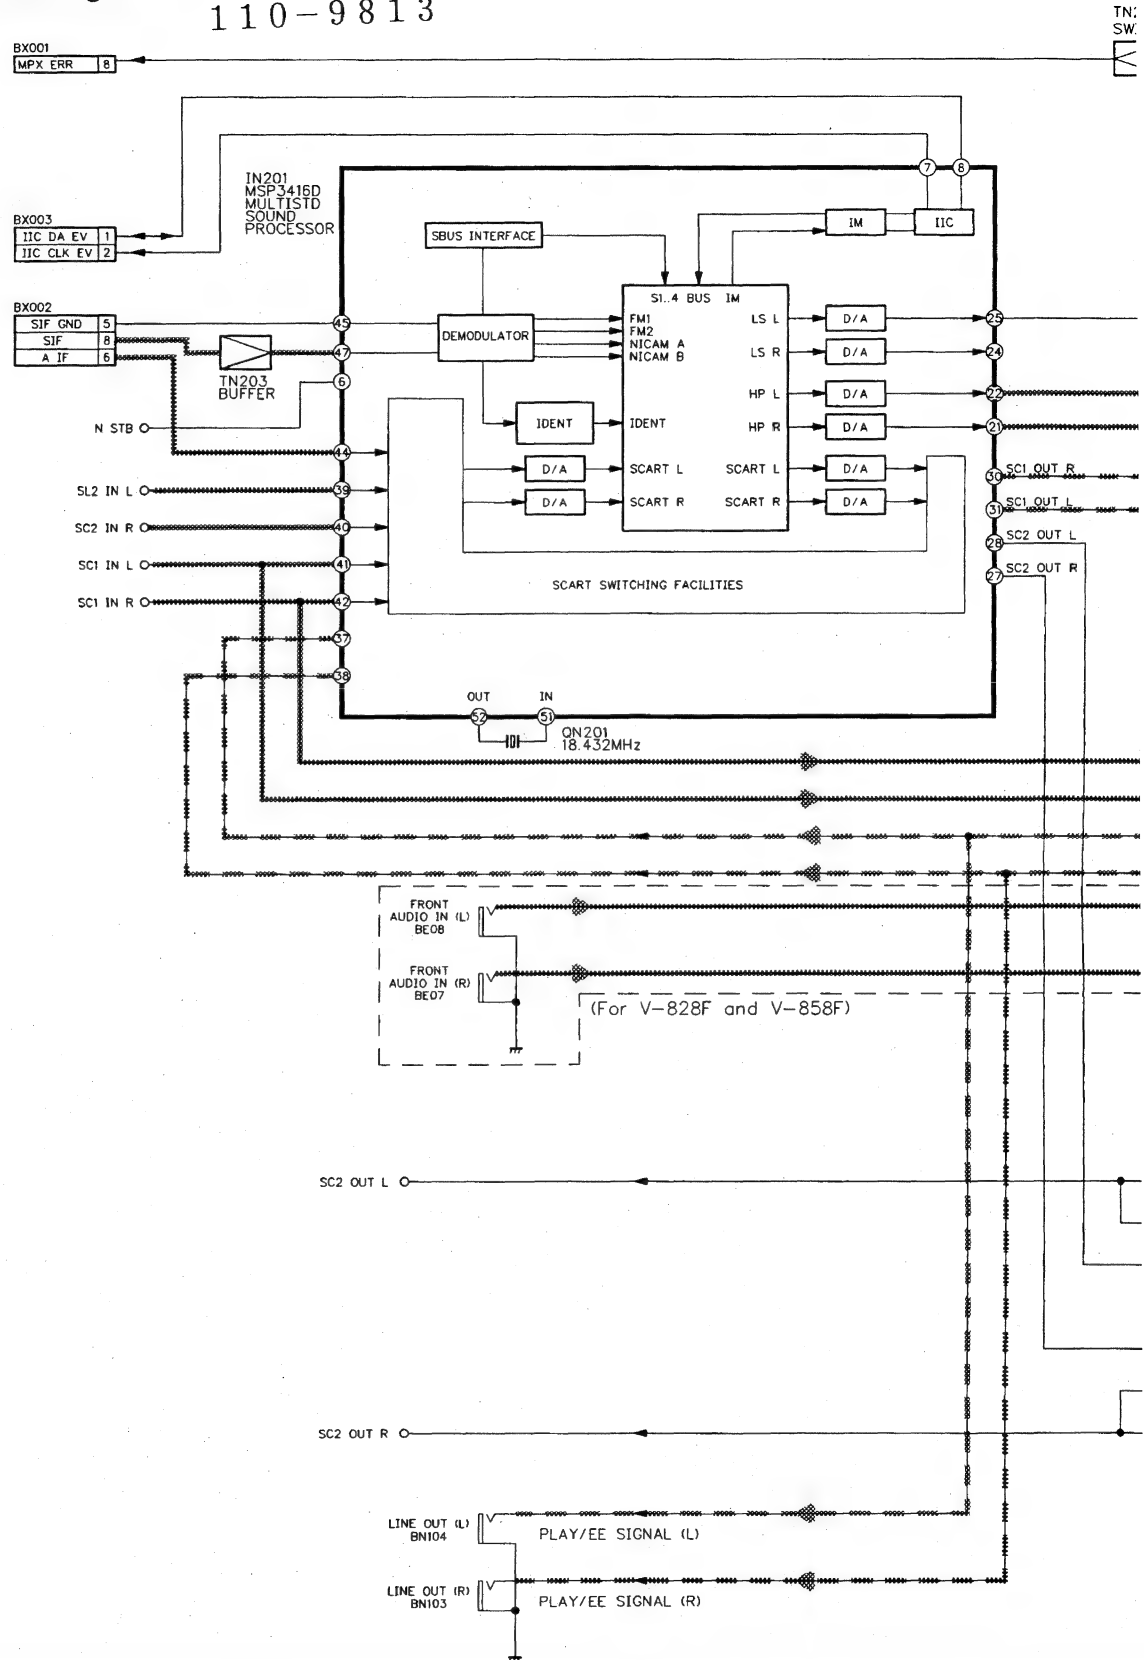 110-9813
TN2
SW
BX001
MPX ERR 8
7 8
IN201
MSP3416D
MULTISTD
SOUND
PROCESSOR
BX003
IIC DA EV 1
IIC CLK EV 2
SBUS INTERFACE
IM
IIC
BX002
SIF GND 5
SIF 8
A IF 6
TN203
BUFFER
45
47
6
DEMODULATOR
S1..4 BUS IM
FM1
FM2
NICAM A
NICAM B
LS L
D/A
25
LS R
D/A
24
HP L
D/A
22
N STB
IDENT
IDENT
HP R
D/A
21
44
D/A
SCART L
SCART L
D/A
30
SC1 OUT R
SL2 IN L
39
D/A
SCART R
SCART R
D/A
31
SC1 OUT L
SC2 IN R
40
28
SC2 OUT L
SC1 IN L
41
27
SC2 OUT R
SCART SWITCHING FACILITIES
SC1 IN R
42
37
38
OUT
IN
52
51
QN201
18.432MHz
FRONT
AUDIO IN (L)
BE08
FRONT
AUDIO IN (R)
BE07
(For V-828F and V-858F)
SC2 OUT L
SC2 OUT R
LINE OUT (L)
BN104
PLAY/EE SIGNAL (L)
LINE OUT (R)
BN103
PLAY/EE SIGNAL (R)